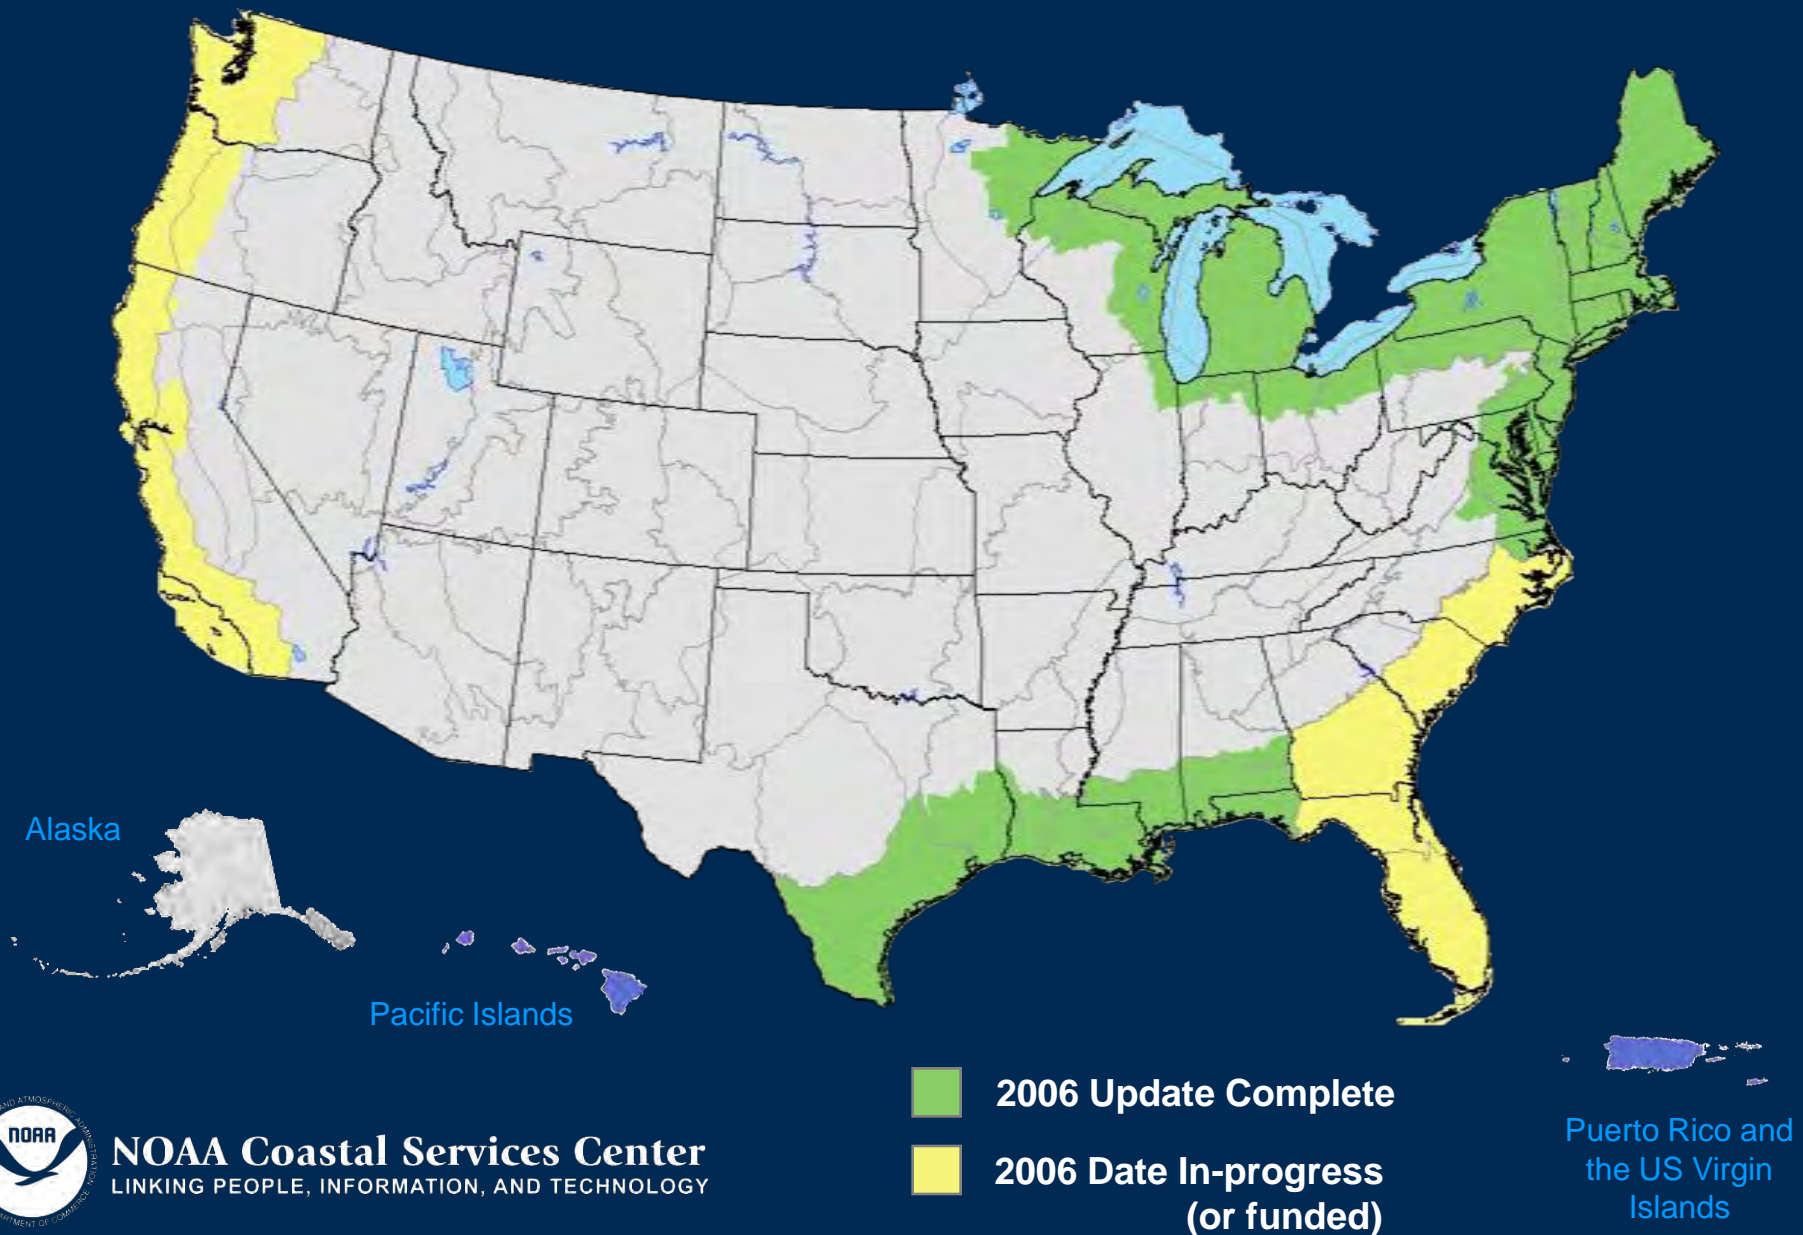 Alaska
Pacific Islands
2006 Update Complete
2006 Date In-progress
(or funded)
Puerto Rico and
the US Virgin
Islands
NOAA
NOAA Coastal Services Center
LINKING PEOPLE, INFORMATION, AND TECHNOLOGY